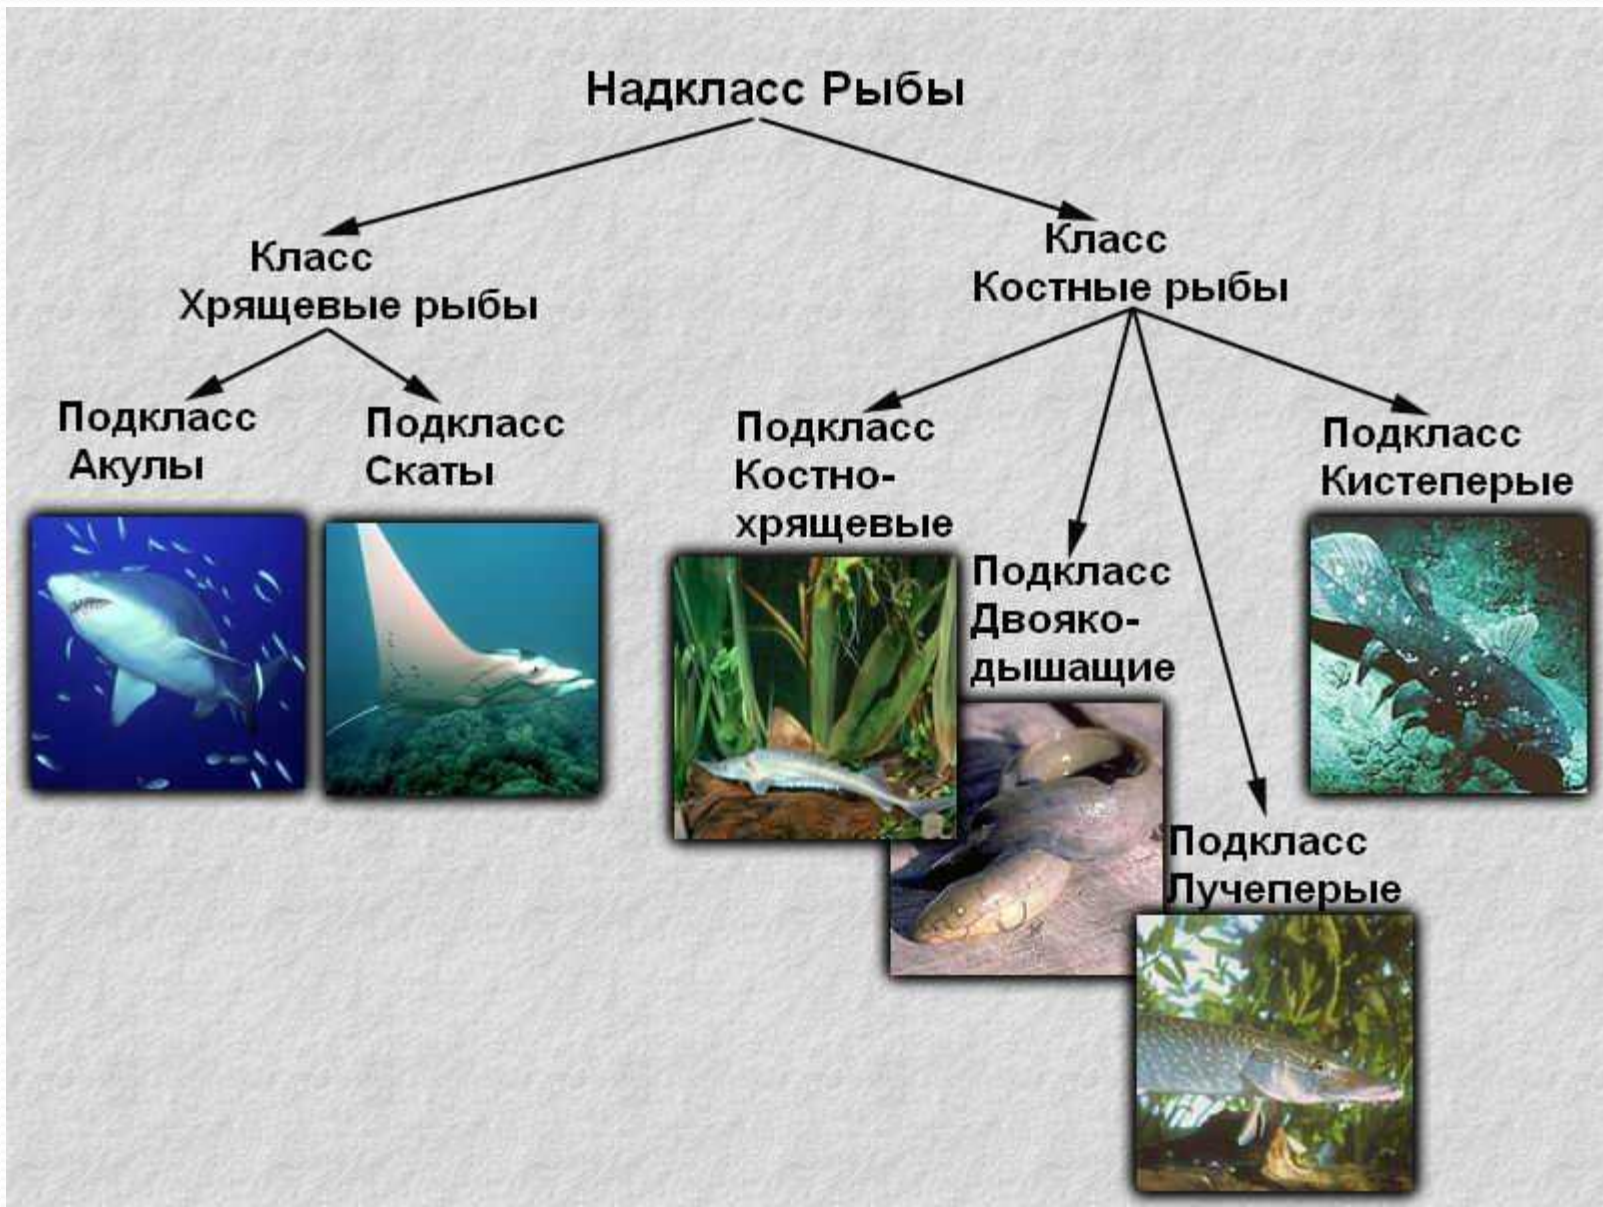 Надкласс Рыбы
Класс
Хрящевые рыбы
Класс
Костные рыбы
Подкласс
Акулы
Подкласс
Скаты
Подкласс
Костно-
хрящевые
Подкласс
Двояко-
дышащие
Подкласс
Лучеперые
Подкласс
Кистеперые